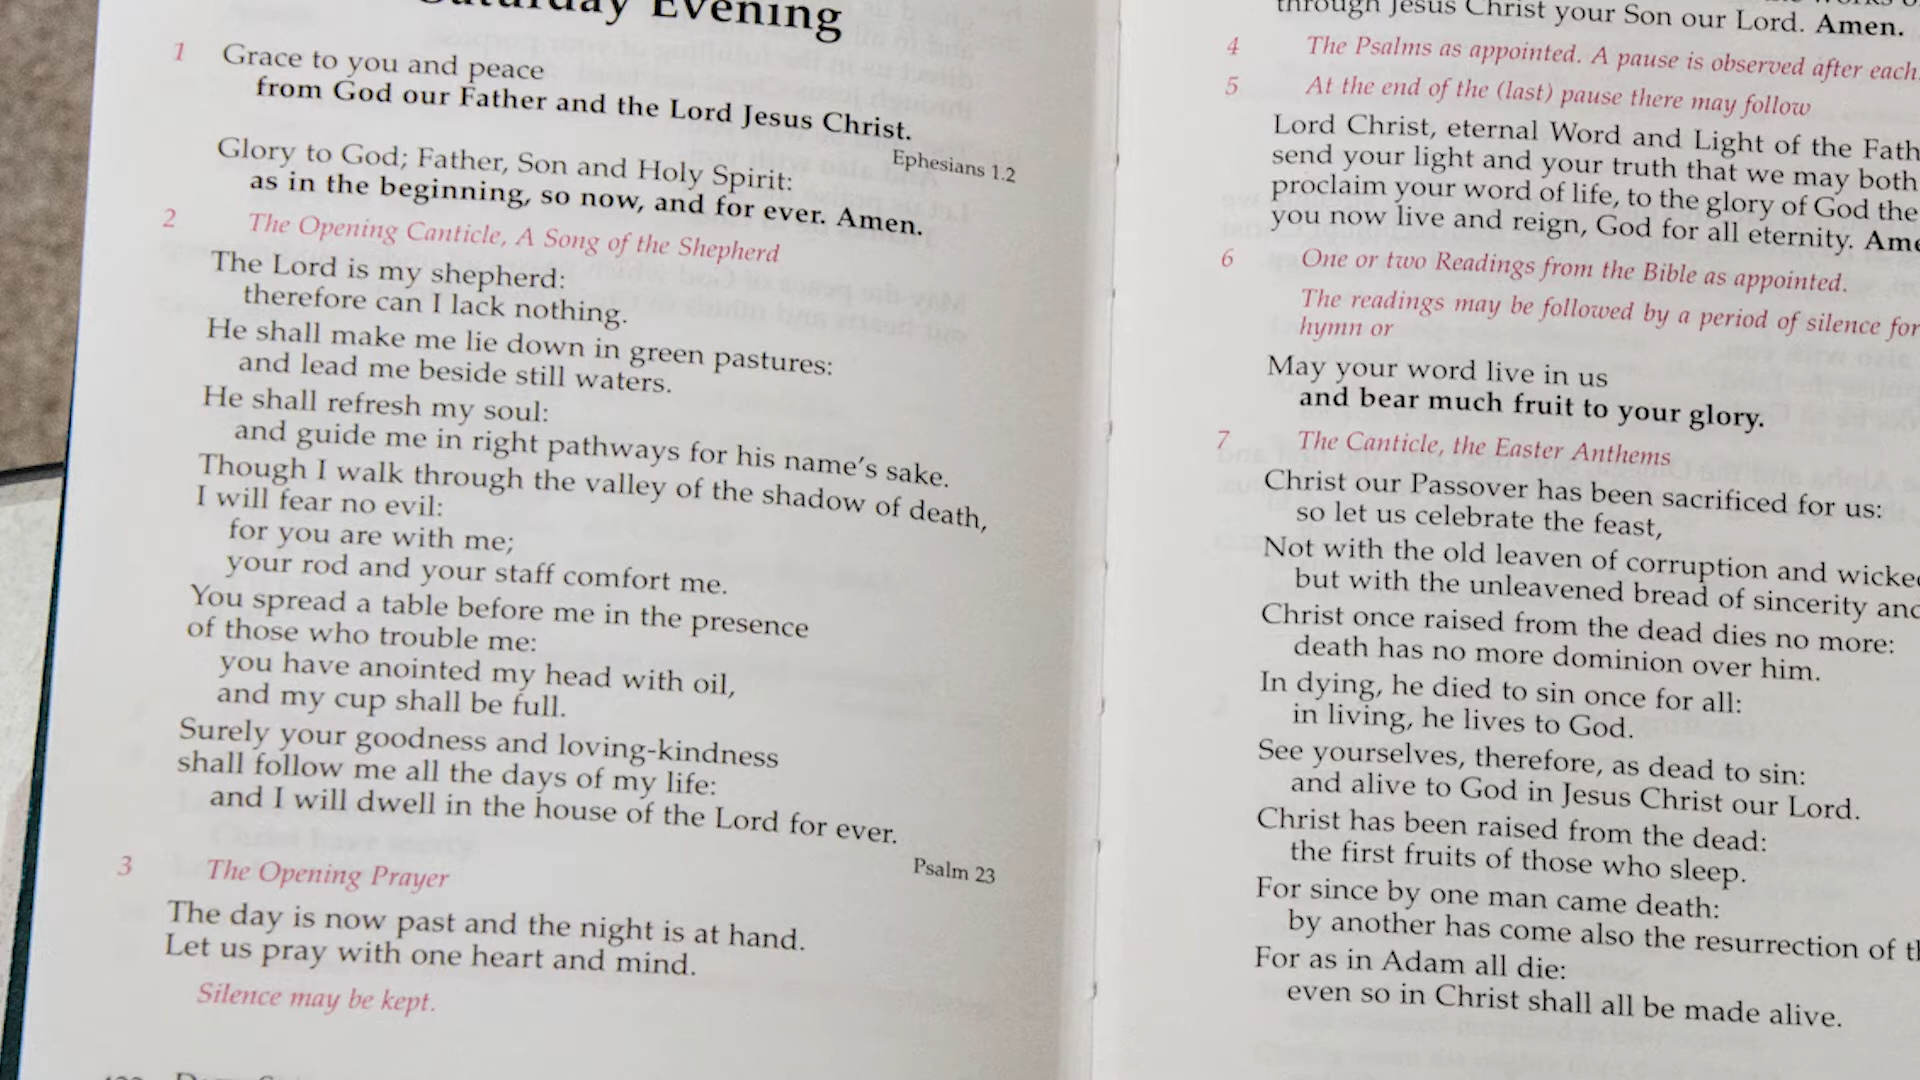 Saturday Evening
1 Grace to you and peace
from God our Father and the Lord Jesus Christ.
Ephesians 1.2
Glory to God; Father, Son and Holy Spirit:
as in the beginning, so now, and for ever. Amen.
2 The Opening Canticle, A Song of the Shepherd
The Lord is my shepherd:
therefore can I lack nothing.
He shall make me lie down in green pastures:
and lead me beside still waters.
He shall refresh my soul:
and guide me in right pathways for his name's sake.
Though I walk through the valley of the shadow of death,
I will fear no evil:
for you are with me;
your rod and your staff comfort me.
You spread a table before me in the presence
of those who trouble me:
you have anointed my head with oil,
and my cup shall be full.
Surely your goodness and loving-kindness
shall follow me all the days of my life:
and I will dwell in the house of the Lord for ever.
Psalm 23
3 The Opening Prayer
The day is now past and the night is at hand.
Let us pray with one heart and mind.
Silence may be kept.
through Jesus Christ your Son our Lord. Amen.
4 The Psalms as appointed. A pause is observed after each
5 At the end of the (last) pause there may follow
Lord Christ, eternal Word and Light of the
send your light and your truth that we may both
proclaim your word of life, to the glory of God the
you now live and reign, God for all eternity.
6 One or two Readings from the Bible as appointed.
The readings may be followed by a period of silence for
hymn or
May your word live in us
and bear much fruit to your glory.
7 The Canticle, the Easter Anthems
Christ our Passover has been sacrificed for us:
so let us celebrate the feast,
Not with the old leaven of corruption and
but with the unleavened bread of sincerity
Christ once raised from the dead dies no more:
death has no more dominion over him.
In dying, he died to sin once for all:
in living, he lives to God.
See yourselves, therefore, as dead to sin:
and alive to God in Jesus Christ our Lord.
Christ has been raised from the dead:
the first fruits of those who sleep.
For since by one man came death:
by another has come also the resurrection of
For as in Adam all die:
even so in Christ shall all be made alive.